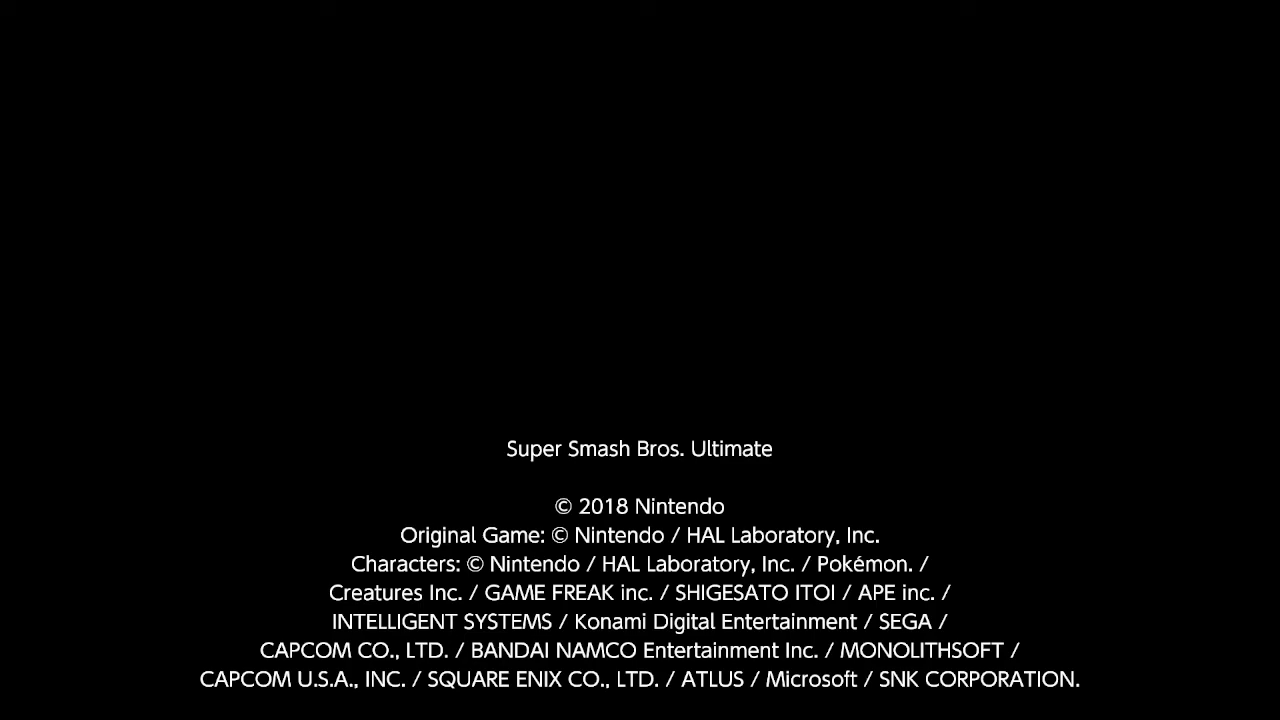 Super Smash Bros. Ultimate
© 2018 Nintendo
Original Game: © Nintendo / HAL Laboratory, Inc.
Characters: © Nintendo / HAL Laboratory, Inc. / Pokémon. /
Creatures Inc. / GAME FREAK inc. / SHIGESATO ITOI / APE inc. /
INTELLIGENT SYSTEMS / Konami Digital Entertainment / SEGA /
CAPCOM CO., LTD. / BANDAI NAMCO Entertainment Inc. / MONOLITHSOFT /
CAPCOM U.S.A., INC. / SQUARE ENIX CO., LTD. / ATLUS / Microsoft / SNK CORPORATION.